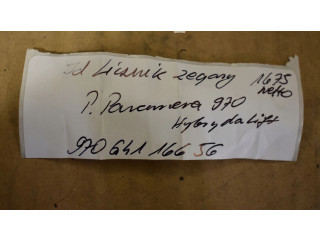 Licznik zegary 1675
netto
P. Panamera 970
Hybryda Lift
970 641 166 56